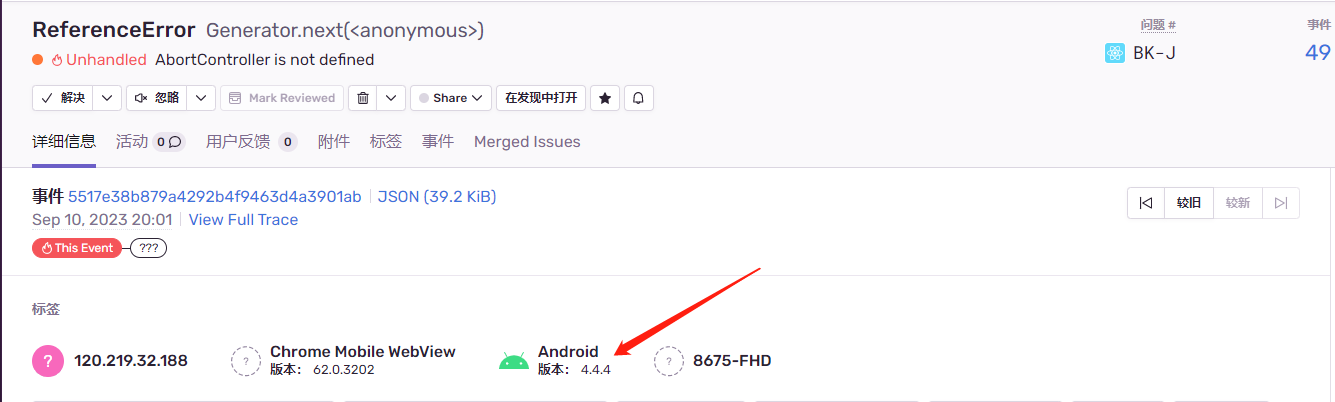 ReferenceError Generator.next(<anonymous>)
问题 #
事件
Unhandled AbortController is not defined
BK-J
49
解决
忽略
Mark Reviewed
Share
在发现中打开
详细信息
活动 0
用户反馈 0
附件
标签
事件
Merged Issues
事件 5517e38b879a4292b4f9463d4a3901ab
JSON (39.2 KiB)
较旧
较新
Sep 10, 2023 20:01
View Full Trace
This Event
???
标签
? 120.219.32.188
? Chrome Mobile WebView
版本： 62.0.3202
Android
版本： 4.4.4
? 8675-FHD